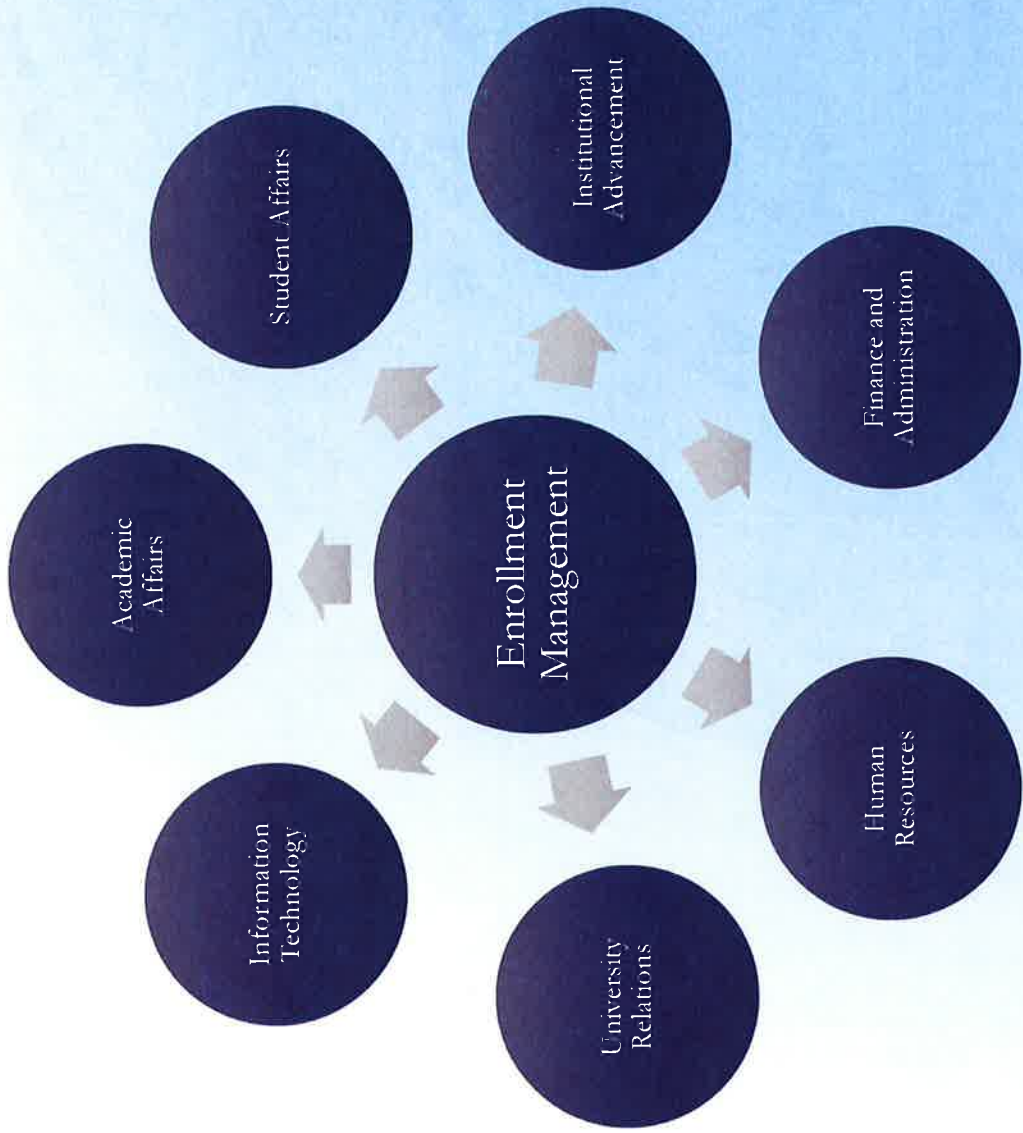 Academic
Affairs
Information
Technology
Student Affairs
Enrollment
Management
University
Relations
Institutional
Advancement
Human
Resources
Finance and
Administration